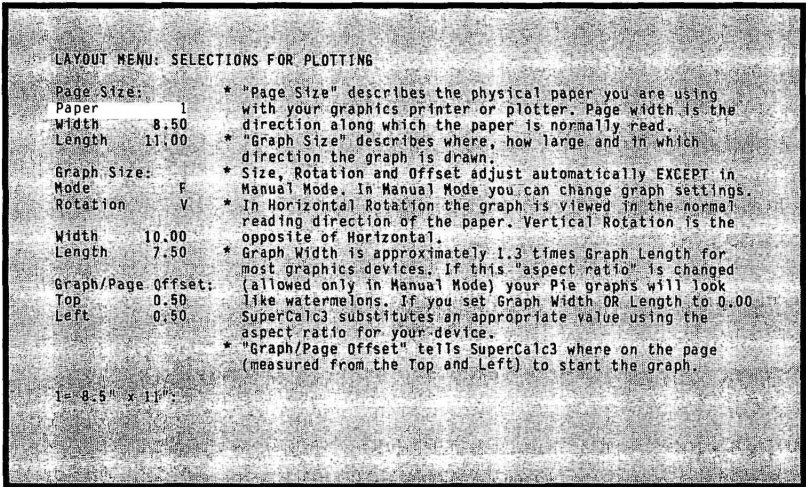 LAYOUT MENU: SELECTIONS FOR PLOTTING
Page Size:
Paper 1
Width 8.50
Length 11.00
Graph Size:
Mode F
Rotation V
Width 10.00
Length 7.50
Graph/Page Offset:
Top 0.50
Left 0.50
* "Page Size" describes the physical paper you are using
with your graphics printer or plotter. Page width is the
direction along which the paper is normally read.
* "Graph Size" describes where, how large and in which
direction the graph is drawn.
* Size, Rotation and Offset adjust automatically EXCEPT in
Manual Mode. In Manual Mode you can change graph settings.
* In Horizontal Rotation the graph is viewed in the normal
reading direction of the paper. Vertical Rotation is the
opposite of Horizontal.
* Graph Width is approximately 1.3 times Graph Length for
most graphics devices. If this "aspect ratio" is changed
(allowed only in Manual Mode) your Pie graphs will look
like watermelons. If you set Graph Width OR Length to 0.00
SuperCalc3 substitutes an appropriate value using the
aspect ratio for your device.
* "Graph/Page Offset" tells SuperCalc3 where on the page
(measured from the Top and Left) to start the graph.
1= 8.5" x 11":